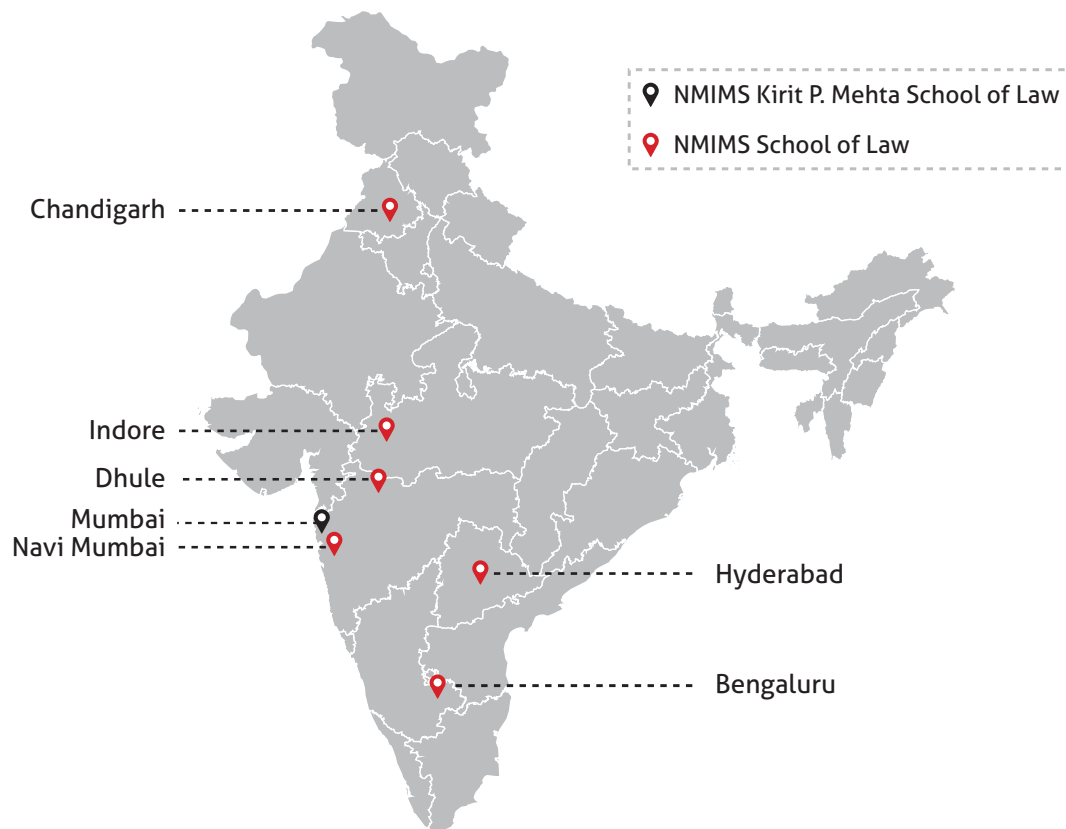 NMIMS Kirit P. Mehta School of Law
NMIMS School of Law
Chandigarh
Indore
Dhule
Mumbai
Navi Mumbai
Hyderabad
Bengaluru